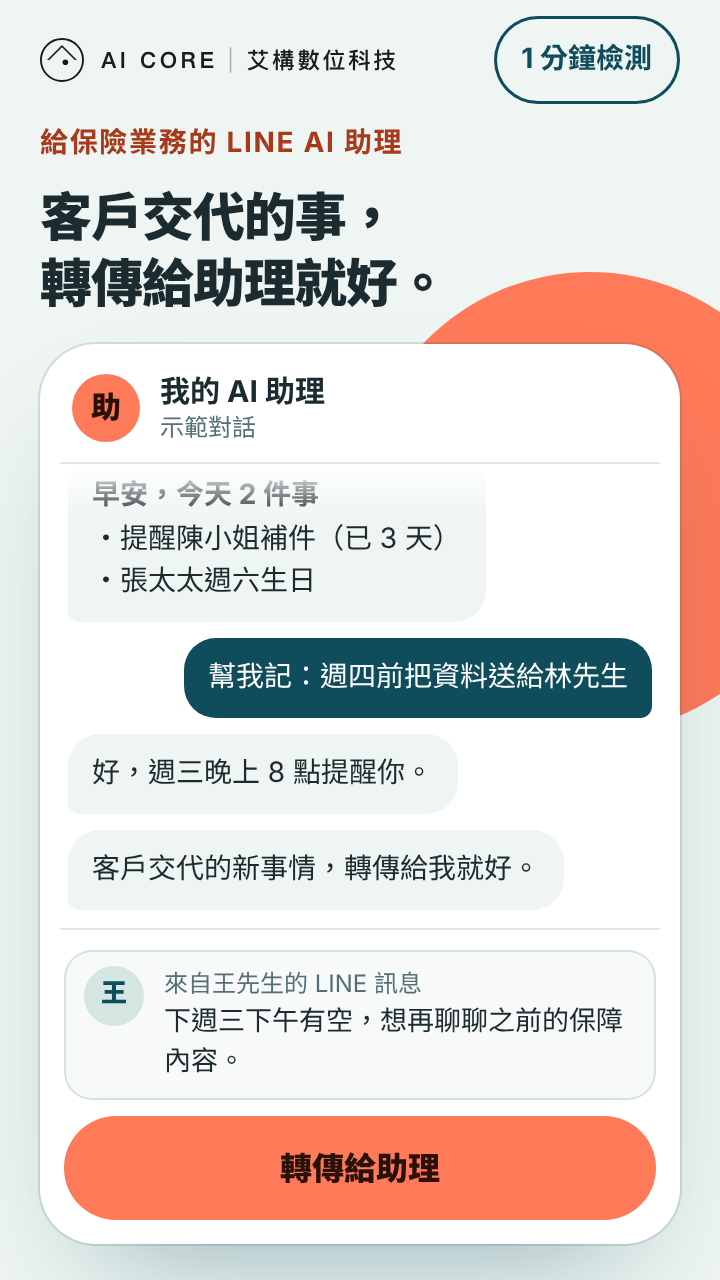 AI CORE | 艾構數位科技
1 分鐘檢測
給保險業務的 LINE AI 助理
客戶交代的事，
轉傳給助理就好。
助
我的 AI 助理
示範對話
早安，今天 2 件事
・提醒陳小姐補件（已 3 天）
・張太太週六生日
幫我記：週四前把資料送給林先生
好，週三晚上 8 點提醒你。
客戶交代的新事情，轉傳給我就好。
王
來自王先生的 LINE 訊息
下週三下午有空，想再聊聊之前的保障
內容。
轉傳給助理